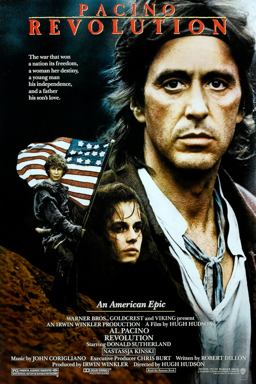 PACINO
REVOLUTION
The war that won
a nation its freedom,
a woman her destiny,
a young man
his independence,
and a father
his son's love.
An American Epic
WARNER BROS., GOLDCREST and VIKING present
AN IRWIN WINKLER PRODUCTION A Film by HUGH HUDSON
AL PACINO
REVOLUTION
Starring DONALD SUTHERLAND
NASTASSJA KINSKI
Music by JOHN CORIGLIANO Executive Producer CHRIS BURT Written by ROBERT DILLON
Produced by IRWIN WINKLER Directed by HUGH HUDSON